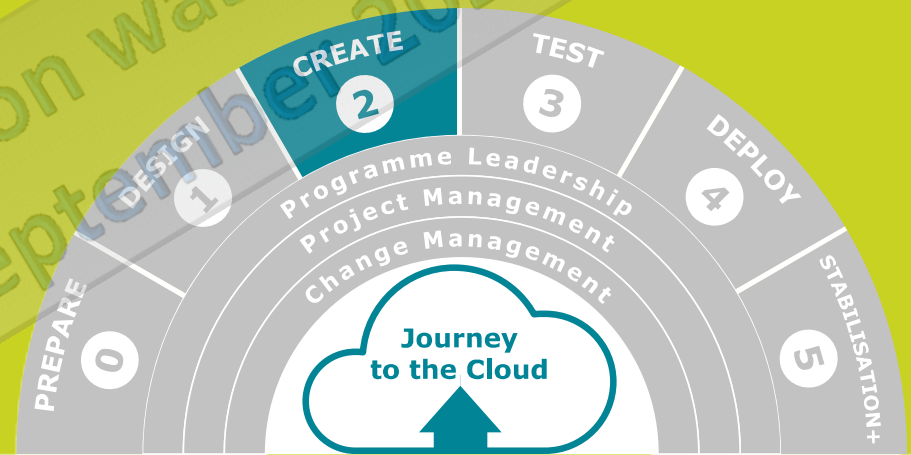 PREPARE
0
DESIGN
1
CREATE
2
TEST
3
DEPLOY
4
STABILISATION+
5
Programme Leadership
Project Management
Change Management
Journey
to the Cloud
on